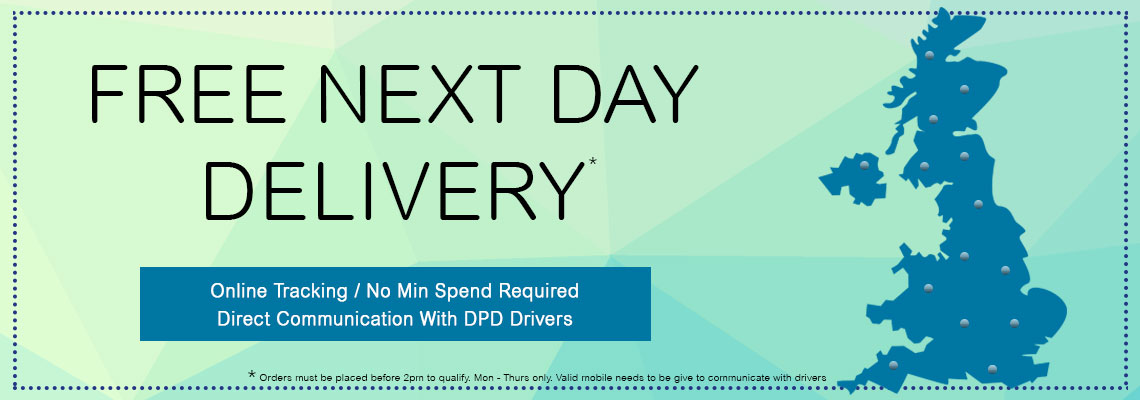 FREE NEXT DAY
DELIVERY*
Online Tracking / No Min Spend Required
Direct Communication With DPD Drivers
* Orders must be placed before 2pm to qualify. Mon - Thurs only. Valid mobile needs to be give to communicate with drivers